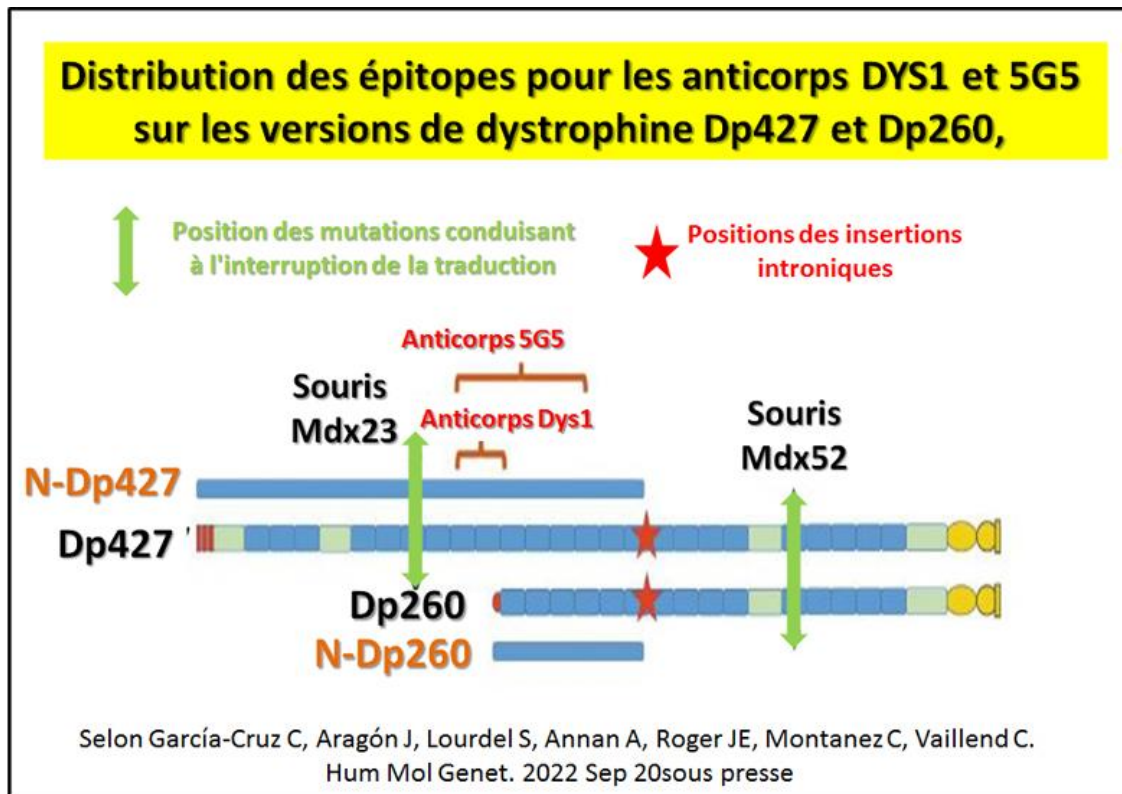 Distribution des épitopes pour les anticorps DYS1 et 5G5
sur les versions de dystrophine Dp427 et Dp260,
Position des mutations conduisant
à l'interruption de la traduction
Positions des insertions
introniques
Anticorps 5G5
Souris
Mdx23
Anticorps Dys1
Souris
Mdx52
N-Dp427
Dp427 '
Dp260
N-Dp260
Selon García-Cruz C, Aragón J, Lourdel S, Annan A, Roger JE, Montanez C, Vaillend C.
Hum Mol Genet. 2022 Sep 20sous presse